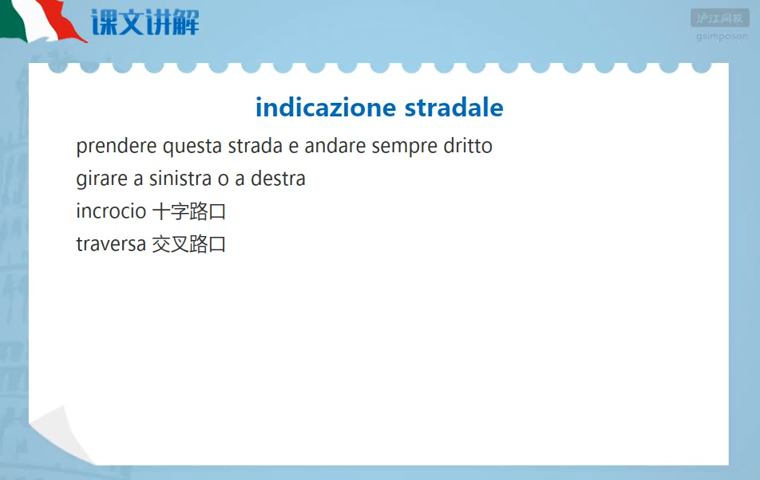 课文讲解
沪江网校
gsimposon
indicazione stradale
prendere questa strada e andare sempre dritto
girare a sinistra o a destra
incrocio 十字路口
traversa 交叉路口